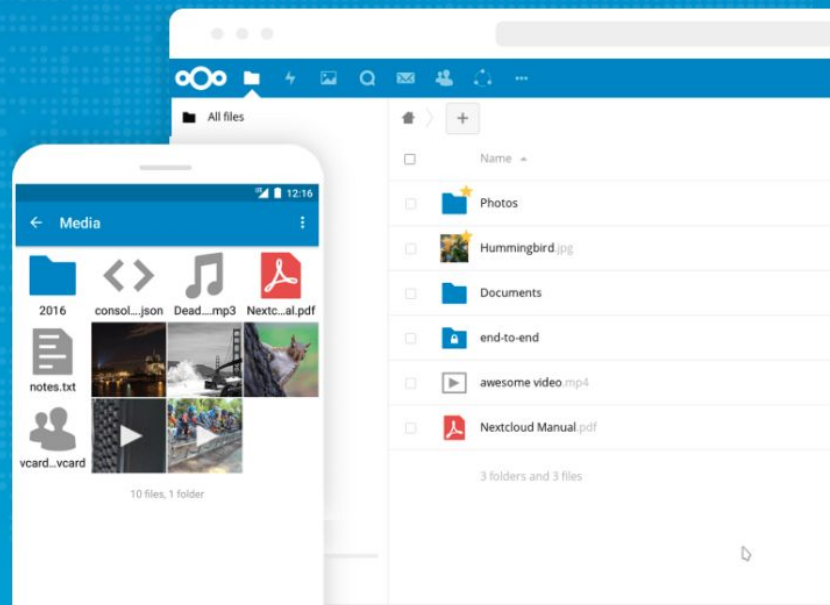 All files
Name
Photos
Hummingbird.jpg
Documents
end-to-end
awesome video.mp4
Nextcloud Manual.pdf
3 folders and 3 files
12:16
Media
2016
consol....json
Dead....mp3
Nextc...al.pdf
notes.txt
vcard...vcard
10 files, 1 folder